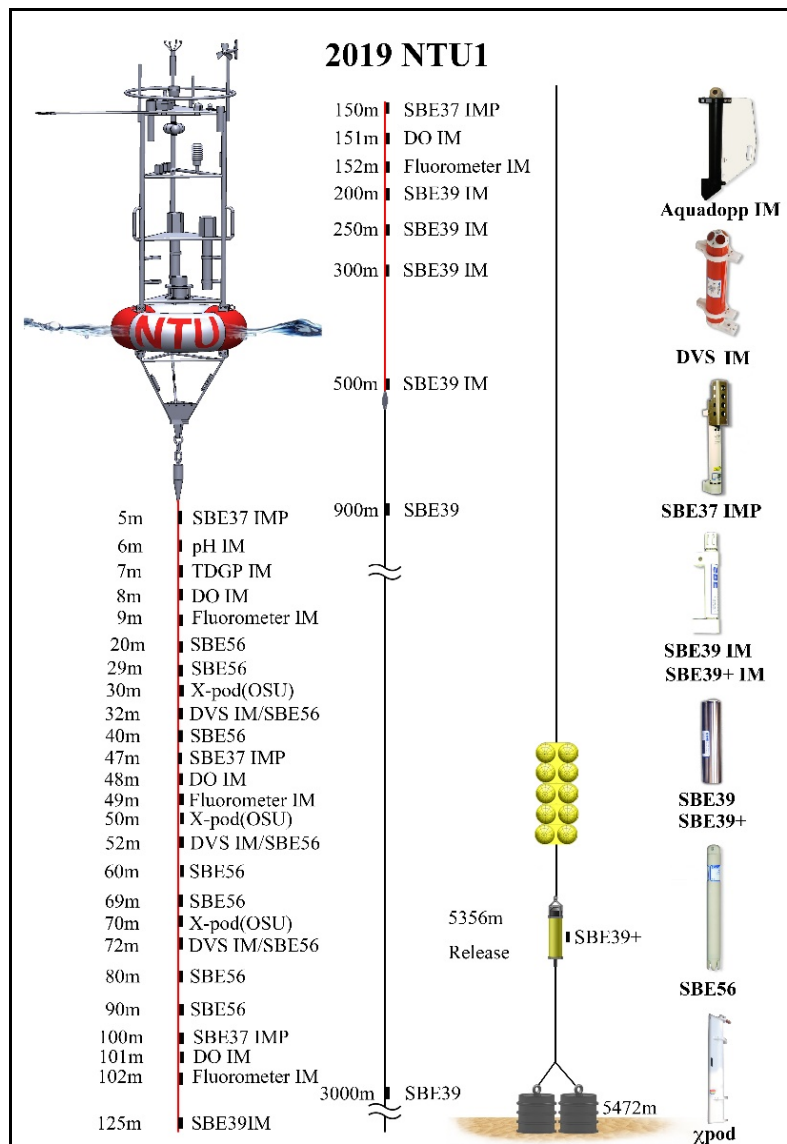 2019 NTU1
NTU
5m SBE37 IMP
6m pH IM
7m TDGP IM
8m DO IM
9m Fluorometer IM
20m SBE56
29m SBE56
30m X-pod(OSU)
32m DVS IM/SBE56
40m SBE56
47m SBE37 IMP
48m DO IM
49m Fluorometer IM
50m X-pod(OSU)
52m DVS IM/SBE56
60m SBE56
69m SBE56
70m X-pod(OSU)
72m DVS IM/SBE56
80m SBE56
90m SBE56
100m SBE37 IMP
101m DO IM
102m Fluorometer IM
125m SBE39IM
150m SBE37 IMP
151m DO IM
152m Fluorometer IM
200m SBE39 IM
250m SBE39 IM
300m SBE39 IM
500m SBE39 IM
900m SBE39
3000m SBE39
5356m
Release
SBE39+
5472m
Aquadopp IM
DVS IM
SBE37 IMP
SBE39 IM
SBE39+ IM
SBE39
SBE39+
SBE56
χpod